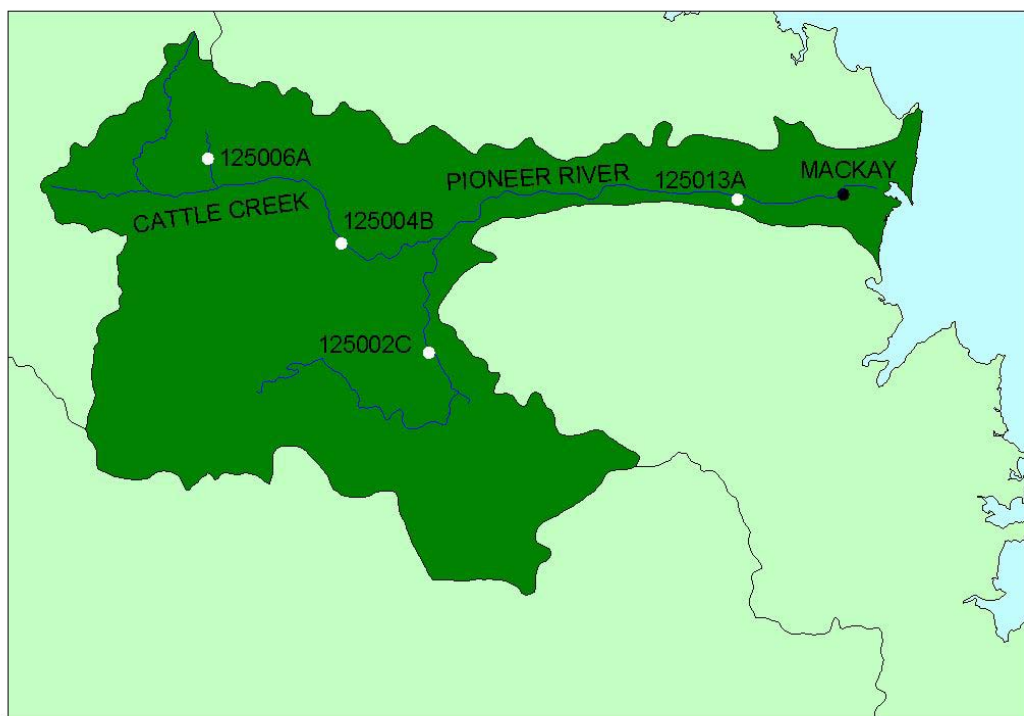 MACKAY
125006A
PIONEER RIVER
125013A
CATTLE CREEK
125004B
125002C